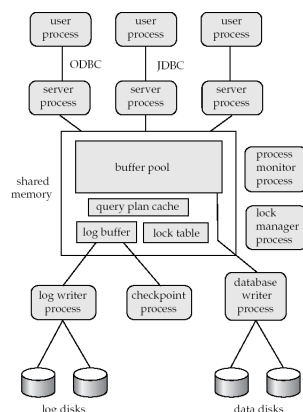 user
process
user
process
user
process
ODBC
JDBC
server
process
server
process
server
process
buffer pool
shared
memory
process
monitor
process
query plan cache
log buffer
lock table
lock
manager
process
log writer
process
checkpoint
process
database
writer
process
log disks
data disks